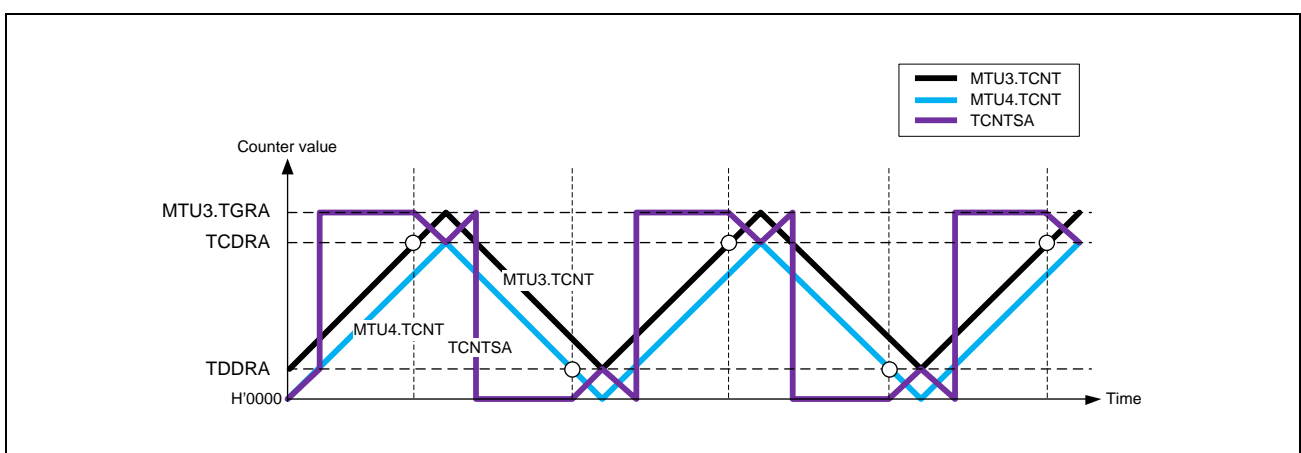 MTU3.TCNT
MTU4.TCNT
TCNTSA
Counter value
MTU3.TGRA
TCDRA
MTU3.TCNT
MTU4.TCNT
TCNTSA
TDDRA
H'0000
Time